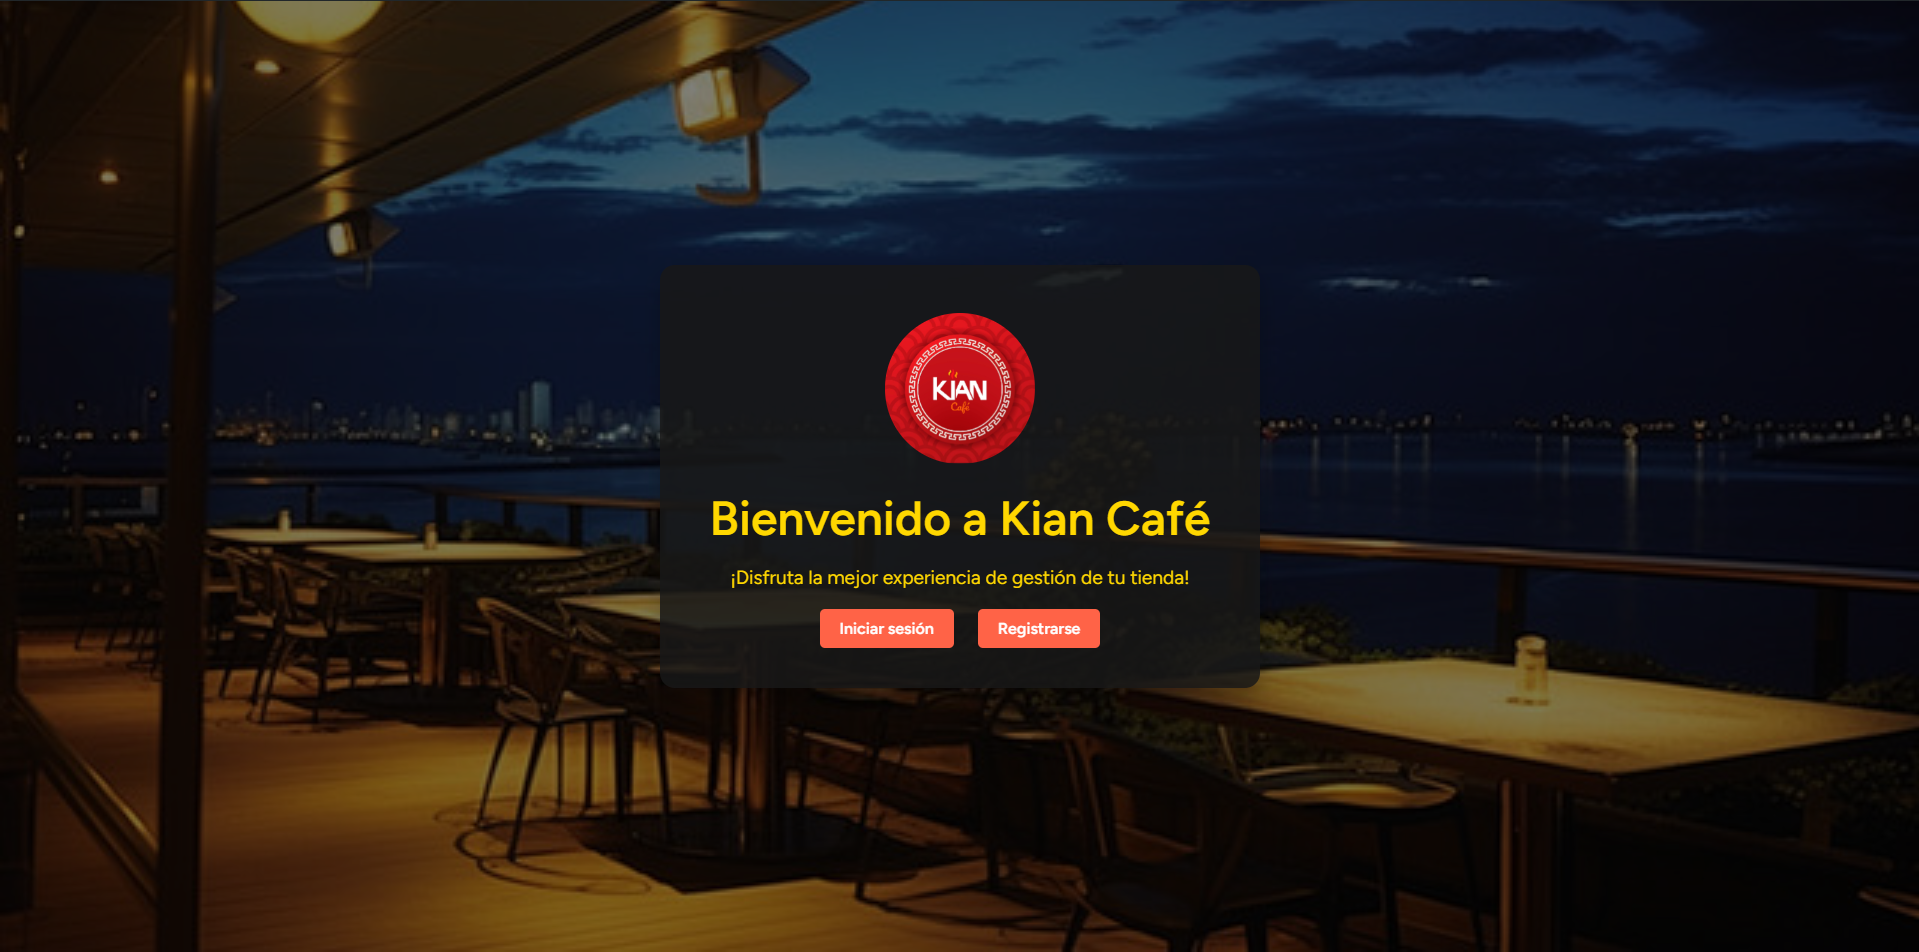 KIAN
Café
Bienvenido a Kian Café
¡Disfruta la mejor experiencia de gestión de tu tienda!
Iniciar sesión
Registrarse